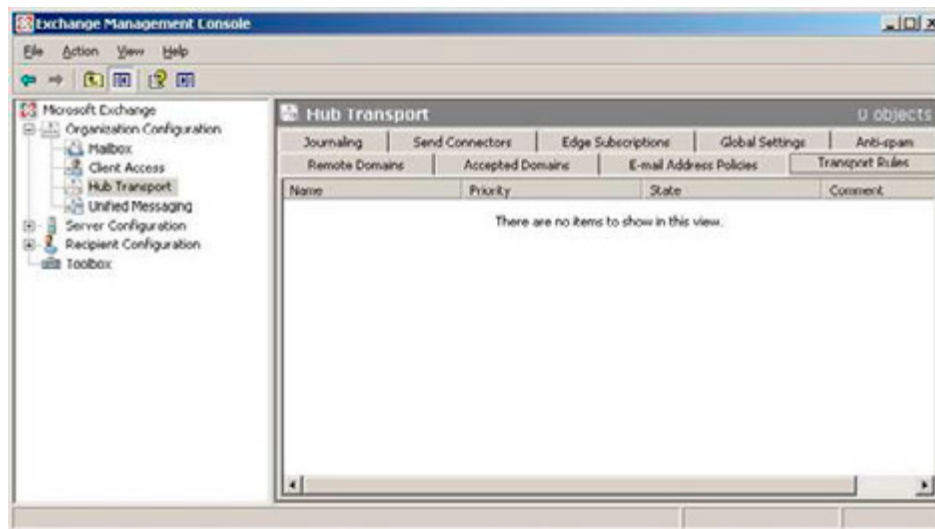 Exchange Management Console
File Action View Help
Microsoft Exchange
Organization Configuration
Mailbox
Client Access
Hub Transport
Unified Messaging
Server Configuration
Recipient Configuration
Toolbox
Hub Transport 0 objects
Journaling Send Connectors Edge Subscriptions Global Settings Anti-spam
Remote Domains Accepted Domains E-mail Address Policies Transport Rules
Name Priority State Comment
There are no items to show in this view.